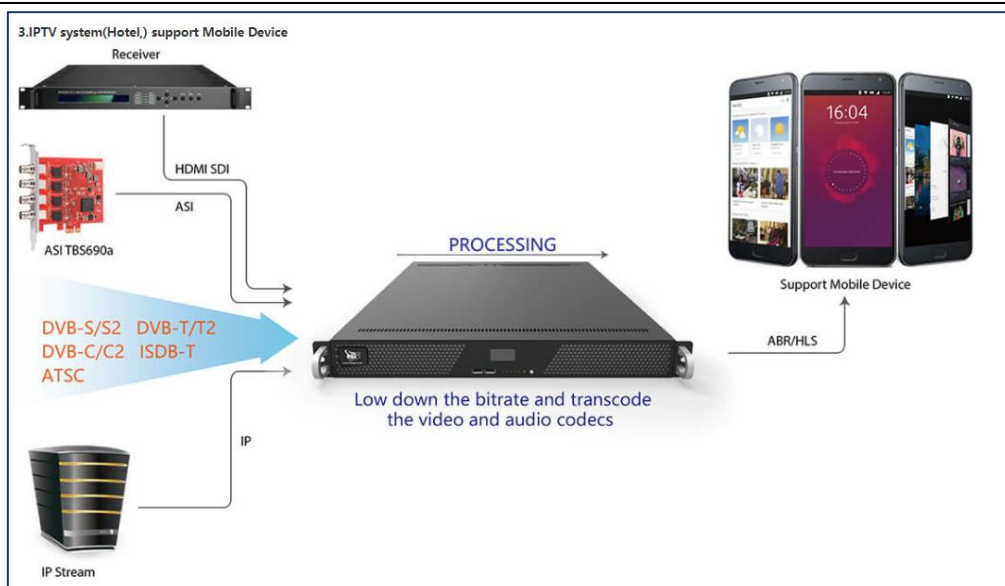 3.IPTV system(Hotel,) support Mobile Device
Receiver
HDMI SDI
ASI
ASI TBS690a
DVB-S/S2 DVB-T/T2
DVB-C/C2 ISDB-T
ATSC
IP
IP Stream
PROCESSING
Low down the bitrate and transcode
the video and audio codecs
16:04
Support Mobile Device
ABR/HLS